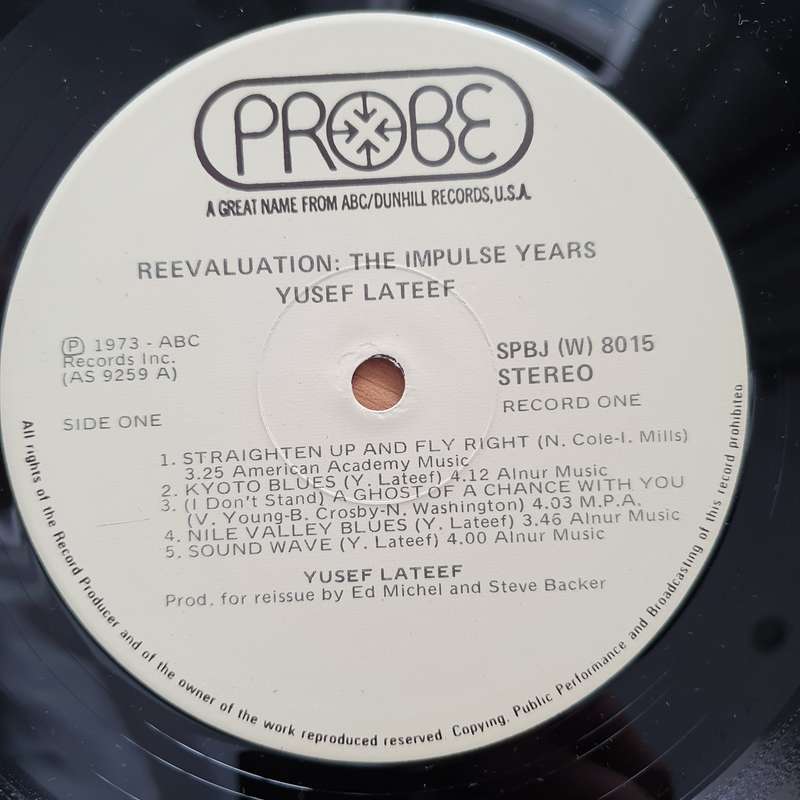 PROBE
A GREAT NAME FROM ABC/DUNHILL RECORDS, U.S.A.
REEVALUATION: THE IMPULSE YEARS
YUSEF LATEEF
Ⓟ 1973 - ABC
Records Inc.
(AS 9259 A)
SPBJ (W) 8015
STEREO
SIDE ONE
RECORD ONE
1. STRAIGHTEN UP AND FLY RIGHT (N. Cole-I. Mills)
3.25 American Academy Music
2. KYOTO BLUES (Y. Lateef) 4.12 Alnur Music
3. (I Don't Stand) A GHOST OF A CHANCE WITH YOU
(V. Young-B. Crosby-N. Washington) 4.03 M.P.A.
4. NILE VALLEY BLUES (Y. Lateef) 3.46 Alnur Music
5. SOUND WAVE (Y. Lateef) 4.00 Alnur Music
YUSEF LATEEF
Prod. for reissue by Ed Michel and Steve Backer
All rights of the Record Producer and of the owner of the work reproduced reserved. Copying, Public Performance and Broadcasting of this record prohibited